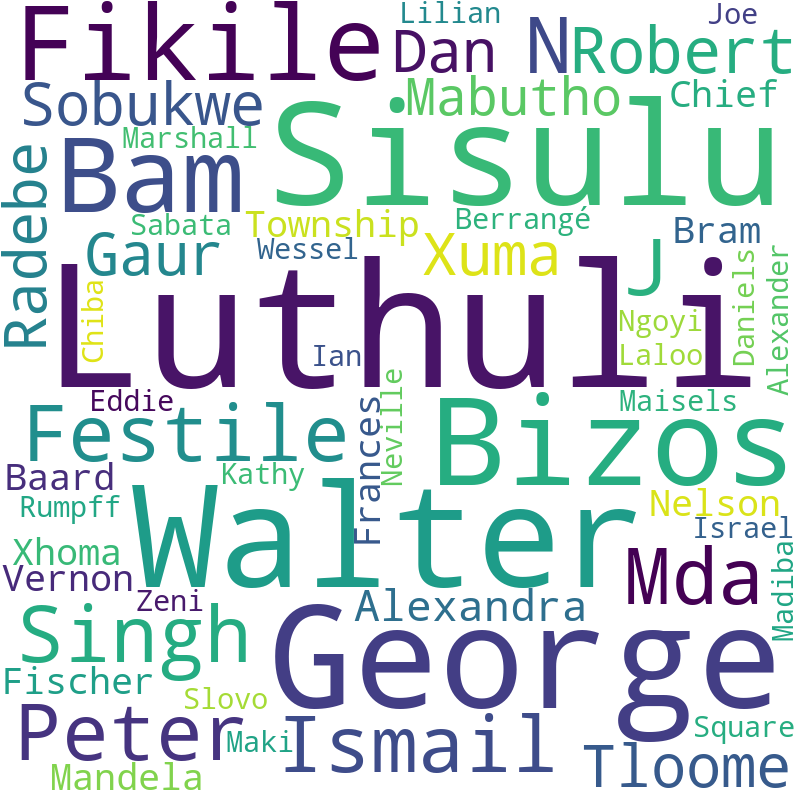 Fikile
Lilian
Joe
Dan
N
Robert
Sobukwe
Mabutho
Chief
Marshall
Bam
Sisulu
Radebe
Sabata
Township
Berrangé
Bram
Gaur
Wessel
Xuma
J
Daniels
Alexander
Chiba
Luthuli
Ngoyi
Ian
Laloo
Eddie
Festile
Frances
Neville
Bizos
Maisels
Baard
Kathy
Walter
Rumpff
Nelson
Israel
Xhoma
Vernon
Mda
Madiba
Zeni
Alexandra
Singh
George
Fischer
Slovo
Peter
Maki
Ismail
Square
Mandela
Tloome